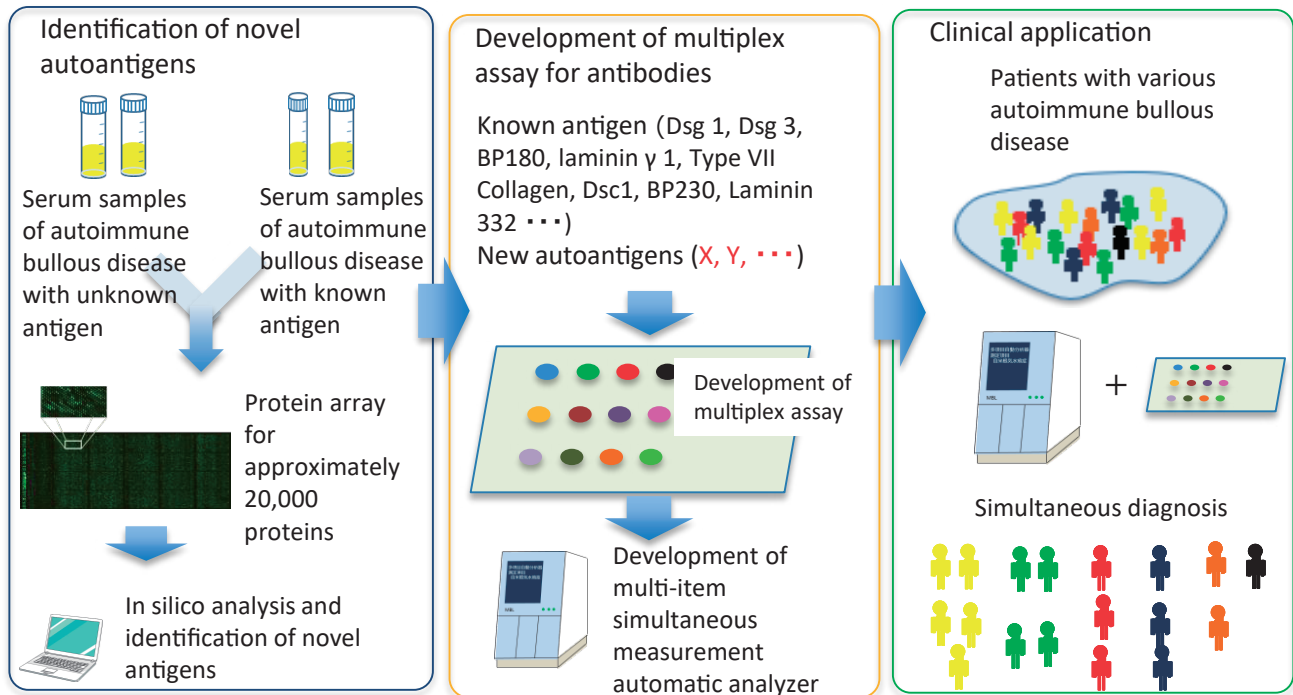 Identification of novel
autoantigens
Serum samples
of autoimmune
bullous disease
with unknown
antigen
Serum samples
of autoimmune
bullous disease
with known
antigen
Protein array
for
approximately
20,000
proteins
In silico analysis and
identification of novel
antigens
Development of multiplex
assay for antibodies
Known antigen (Dsg 1, Dsg 3,
BP180, laminin γ 1, Type VII
Collagen, Dsc1, BP230, Laminin
332 ･･･)
New autoantigens (X, Y, ･･･)
Development of
multiplex assay
MBL
Development of
multi-item
simultaneous
measurement
automatic analyzer
Clinical application
Patients with various
autoimmune bullous
disease
MBL
+
Simultaneous diagnosis